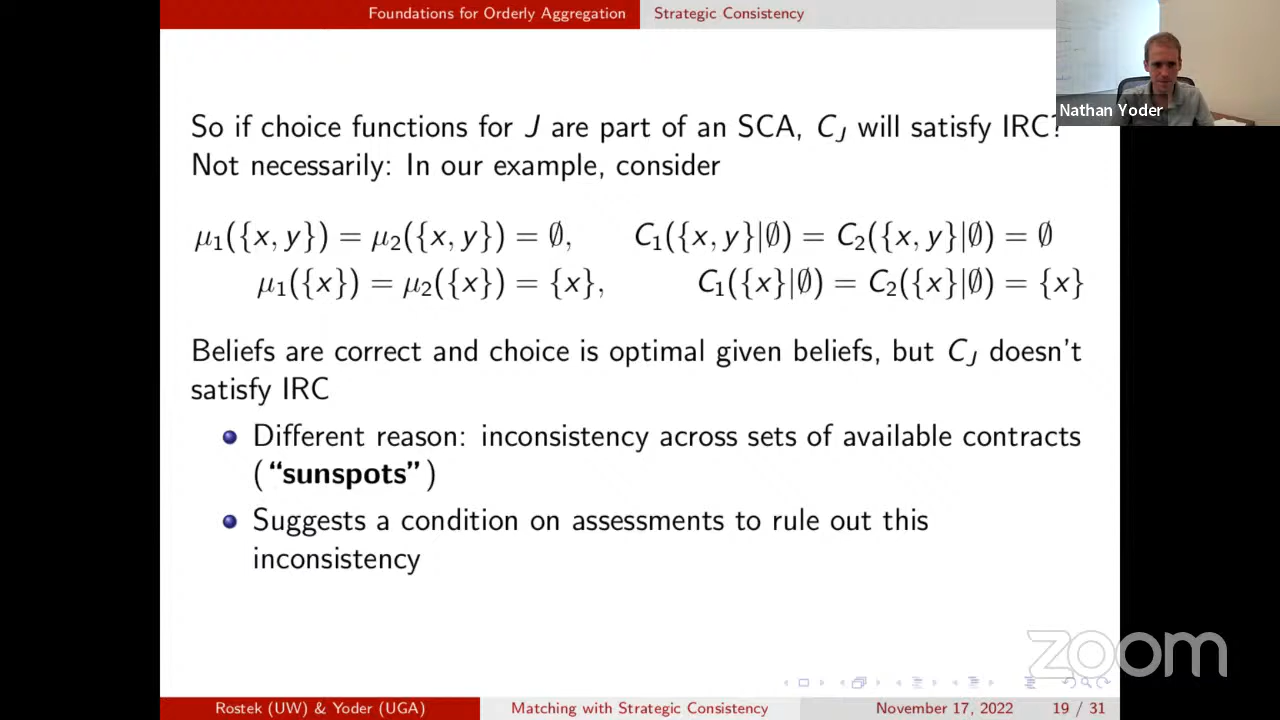 Foundations for Orderly Aggregation Strategic Consistency
Nathan Yoder
So if choice functions for J are part of an SCA, C_J will satisfy IRC?
Not necessarily: In our example, consider
μ₁({x, y}) = μ₂({x, y}) = ∅, C₁({x, y}|∅) = C₂({x, y}|∅) = ∅
μ₁({x}) = μ₂({x}) = {x}, C₁({x}|∅) = C₂({x}|∅) = {x}
Beliefs are correct and choice is optimal given beliefs, but C_J doesn't
satisfy IRC
Different reason: inconsistency across sets of available contracts
(“sunspots”)
Suggests a condition on assessments to rule out this
inconsistency
zoom
Rostek (UW) & Yoder (UGA) Matching with Strategic Consistency November 17, 2022 19 / 31